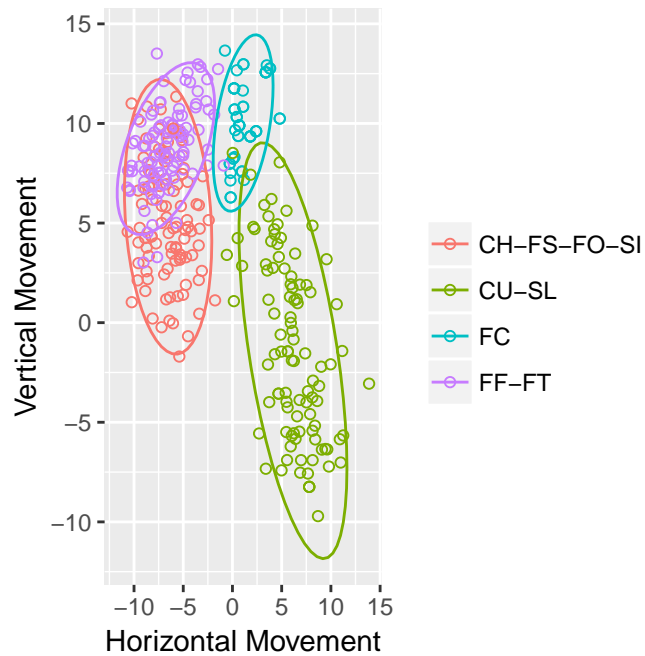 15
10
5
0
−5
−10
Vertical Movement
−10 −5 0 5 10 15
Horizontal Movement
CH−FS−FO−SI
CU−SL
FC
FF−FT